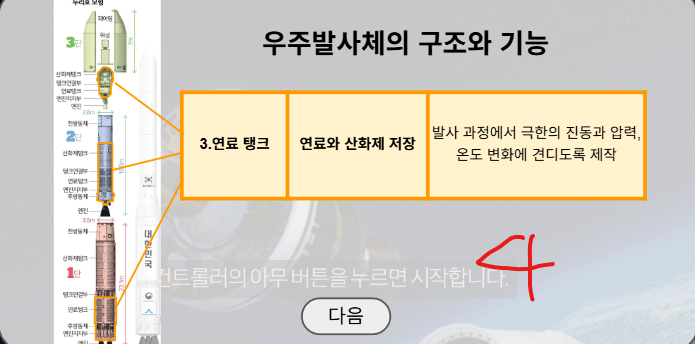 누리호 모형
우주발사체의 구조와 기능
페어링
위성
3단
7m
산화제탱크
탱크연결부
연료탱크
엔진지지부
엔진
2.6m
전방동체
2단
산화제탱크
탱크연결부
연료탱크
엔진지지부
후방동체
엔진
3.5m
전방동체
산화제탱크
1단
탱크연결부
연료탱크
후방동체
엔진지지부
엔진
대한민국
3.연료 탱크
연료와 산화제 저장
발사 과정에서 극한의 진동과 압력,
온도 변화에 견디도록 제작
4
컨트롤러의 아무 버튼을 누르면 시작합니다.
다음